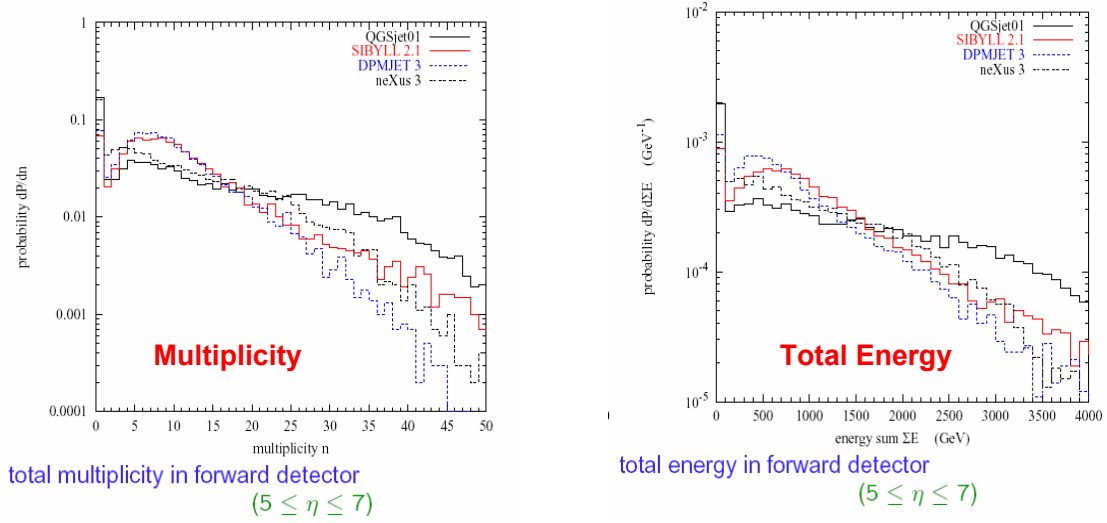 1
0.1
0.01
0.001
0.0001
probability dP/dn
QGSjet01
SIBYLL 2.1
DPMJET 3
neXus 3
Multiplicity
0 5 10 15 20 25 30 35 40 45 50
multiplicity n
total multiplicity in forward detector
(5 ≤ η ≤ 7)
10⁻²
10⁻³
10⁻⁴
10⁻⁵
probability dP/dΣE (GeV⁻¹)
QGSjet01
SIBYLL 2.1
DPMJET 3
neXus 3
Total Energy
0 500 1000 1500 2000 2500 3000 3500 4000
energy sum ΣE (GeV)
total energy in forward detector
(5 ≤ η ≤ 7)